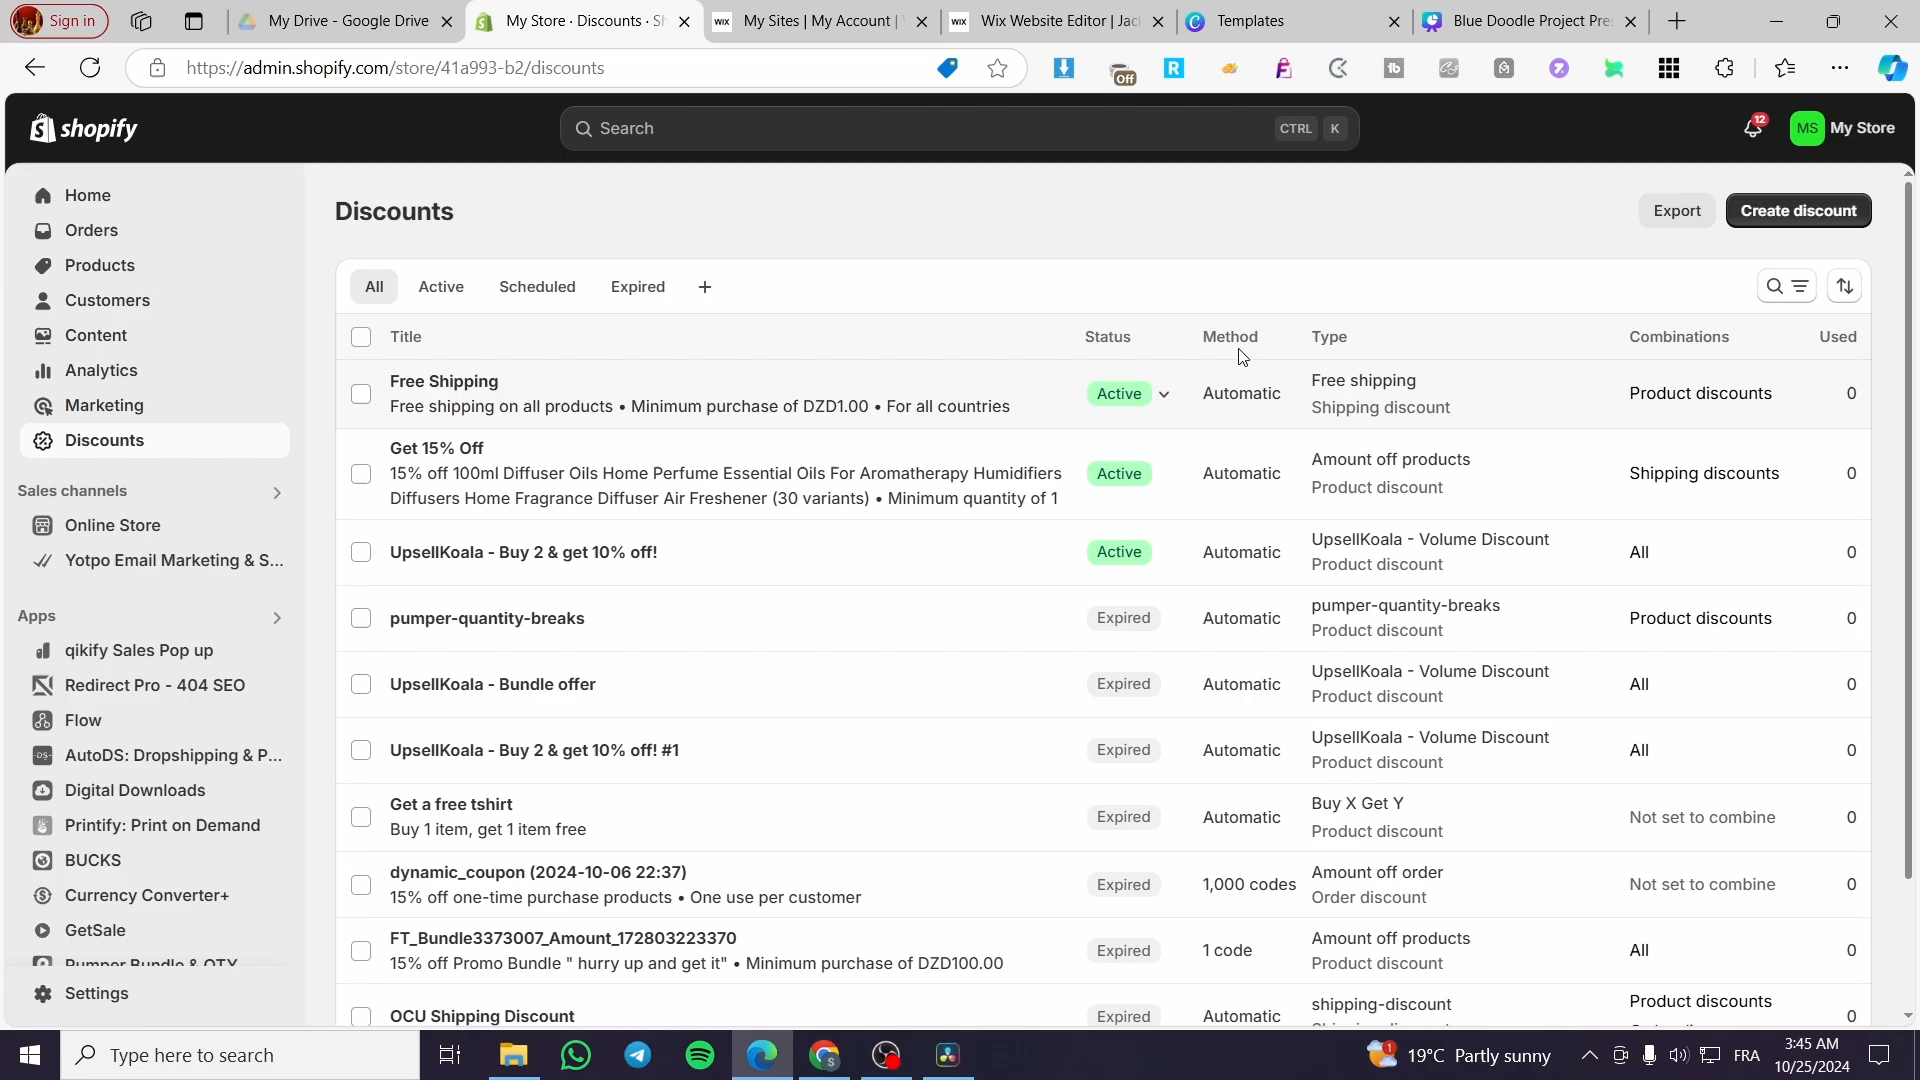 Sign in
My Drive - Google Drive
My Store · Discounts · Sh
WIX My Sites | My Account |
WIX Wix Website Editor | Jac
Templates
Blue Doodle Project Pre
https://admin.shopify.com/store/41a993-b2/discounts
Off
shopify
Search
CTRL K
12
MS My Store
Home
Orders
Products
Customers
Content
Analytics
Marketing
Discounts
Sales channels
Online Store
Yotpo Email Marketing & S...
Apps
qikify Sales Pop up
Redirect Pro - 404 SEO
Flow
AutoDS: Dropshipping & P...
Digital Downloads
Printify: Print on Demand
BUCKS
Currency Converter+
GetSale
Pumper Bundle & QTY
Settings
Discounts
Export
Create discount
All Active Scheduled Expired +
Title Status Method Type Combinations Used
Free Shipping
Free shipping on all products • Minimum purchase of DZD1.00 • For all countries
Active Automatic
Free shipping
Shipping discount
Product discounts 0
Get 15% Off
15% off 100ml Diffuser Oils Home Perfume Essential Oils For Aromatherapy Humidifiers
Diffusers Home Fragrance Diffuser Air Freshener (30 variants) • Minimum quantity of 1
Active Automatic
Amount off products
Product discount
Shipping discounts 0
UpsellKoala - Buy 2 & get 10% off!
Active Automatic
UpsellKoala - Volume Discount
Product discount
All 0
pumper-quantity-breaks
Expired Automatic
pumper-quantity-breaks
Product discount
Product discounts 0
UpsellKoala - Bundle offer
Expired Automatic
UpsellKoala - Volume Discount
Product discount
All 0
UpsellKoala - Buy 2 & get 10% off! #1
Expired Automatic
UpsellKoala - Volume Discount
Product discount
All 0
Get a free tshirt
Buy 1 item, get 1 item free
Expired Automatic
Buy X Get Y
Product discount
Not set to combine 0
dynamic_coupon (2024-10-06 22:37)
15% off one-time purchase products • One use per customer
Expired 1,000 codes
Amount off order
Order discount
Not set to combine 0
FT_Bundle3373007_Amount_172803223370
15% off Promo Bundle " hurry up and get it" • Minimum purchase of DZD100.00
Expired 1 code
Amount off products
Product discount
All 0
OCU Shipping Discount
Expired Automatic
shipping-discount
Product discounts
0
Type here to search
19°C Partly sunny
FRA
3:45 AM
10/25/2024